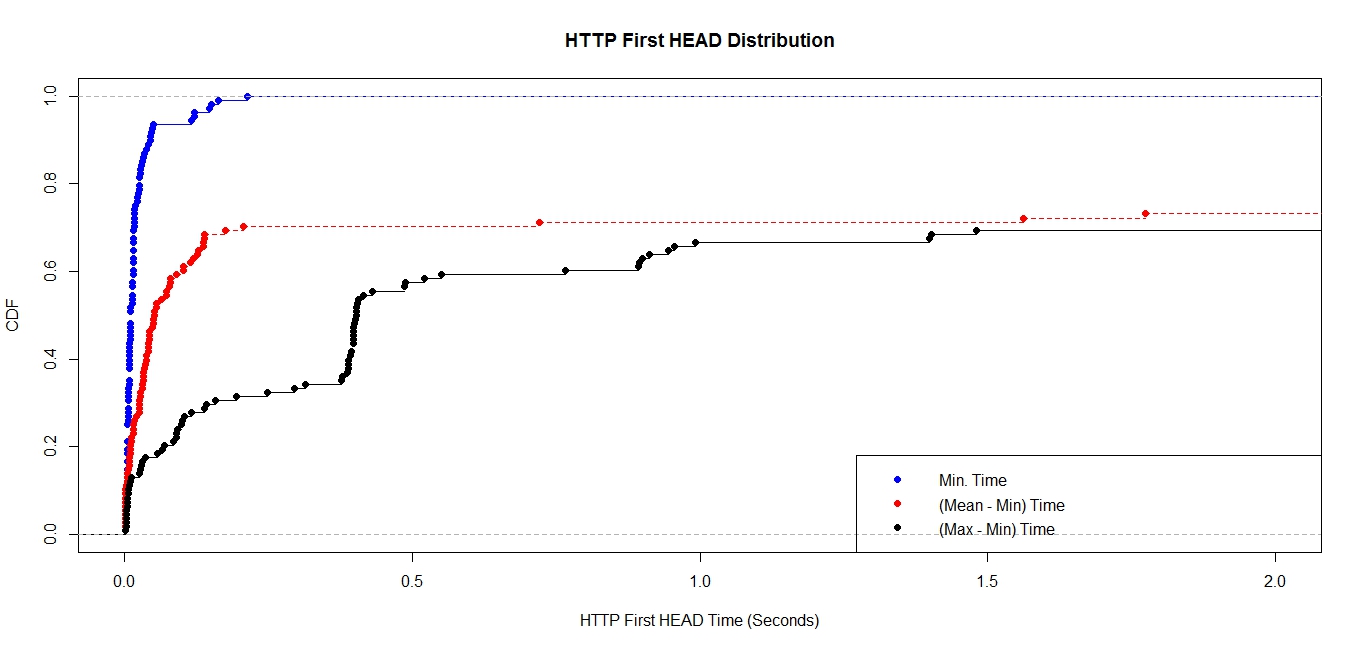 HTTP First HEAD Distribution
1.0
0.8
0.6
0.4
0.2
0.0
CDF
Min. Time
(Mean - Min) Time
(Max - Min) Time
0.0 0.5 1.0 1.5 2.0
HTTP First HEAD Time (Seconds)